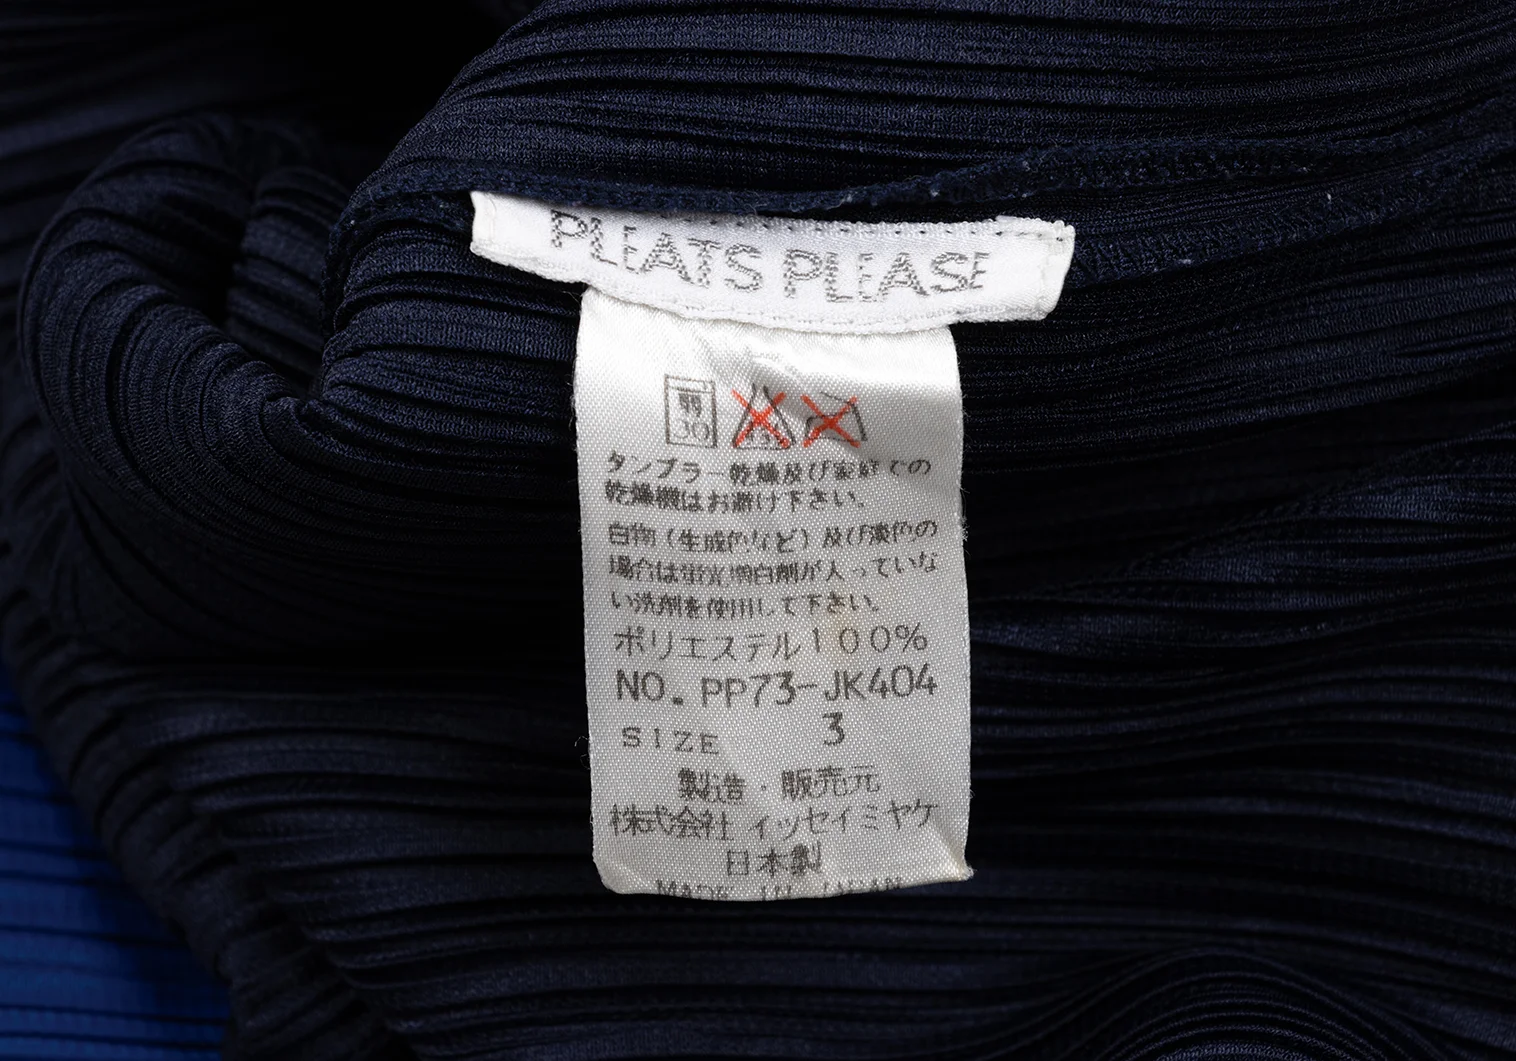 PLEATS PLEASE
弱
30
タンブラー乾燥及び家庭での
乾燥機はお避け下さい。
白物（生成色など）及び淡色の
場合は蛍光増白剤が入っていな
い洗剤を使用して下さい。
ポリエステル100%
NO. PP73-JK404
SIZE 3
製造・販売元
株式会社 イッセイミヤケ
日本製
MADE IN JAPAN